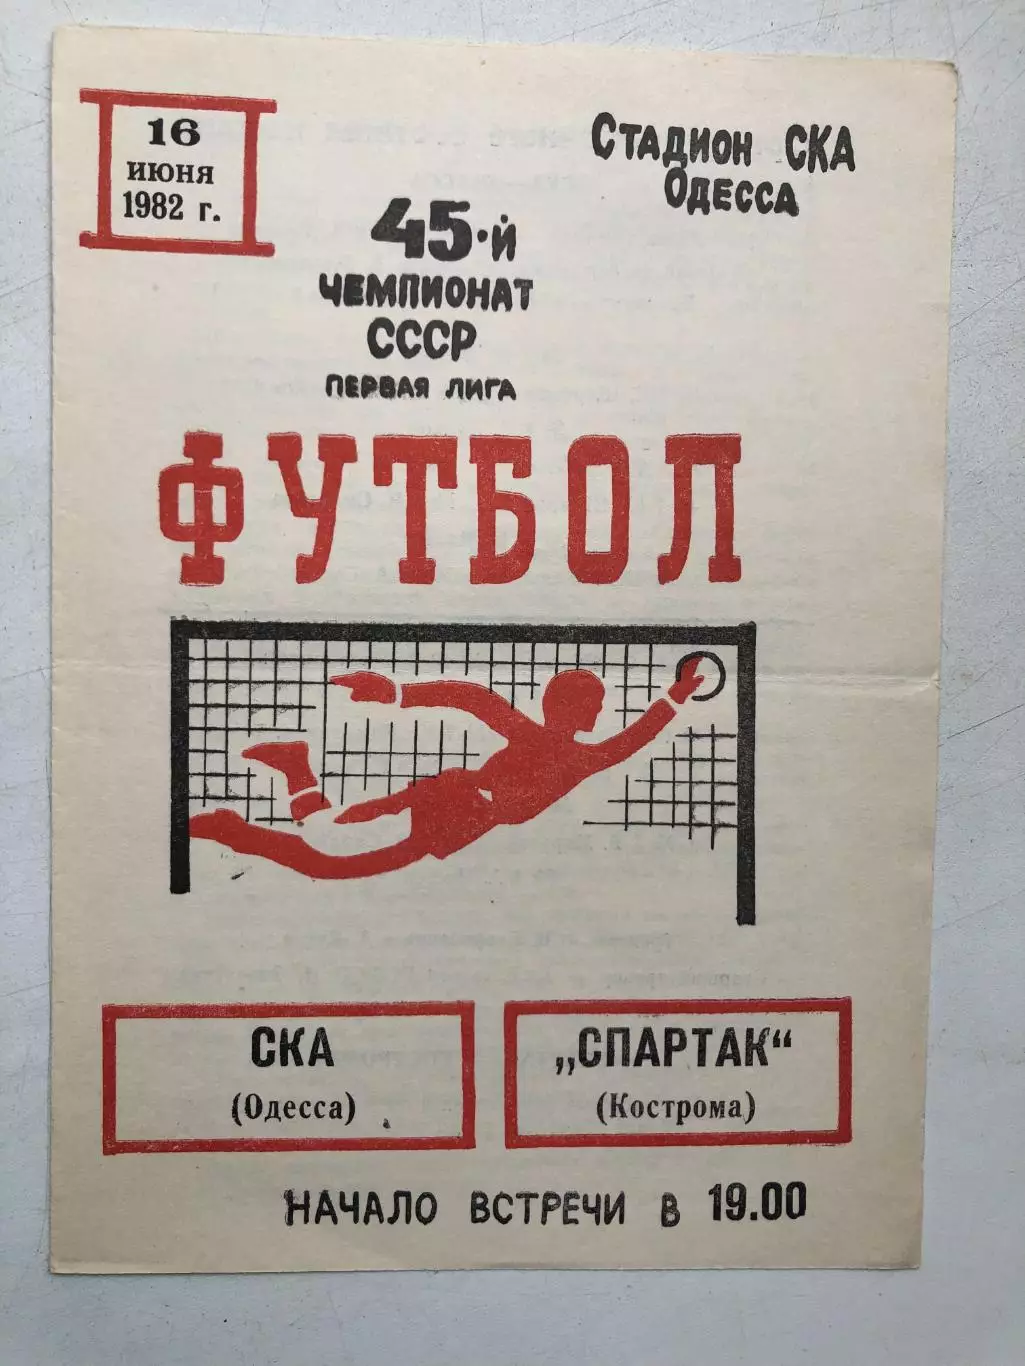 16
июня
1982 г.
Стадион СКА
Одесса
45-й
ЧЕМПИОНАТ
СССР
ПЕРВАЯ ЛИГА
ФУТБОЛ
СКА
(Одесса)
„СПАРТАК"
(Кострома)
НАЧАЛО ВСТРЕЧИ В 19.00